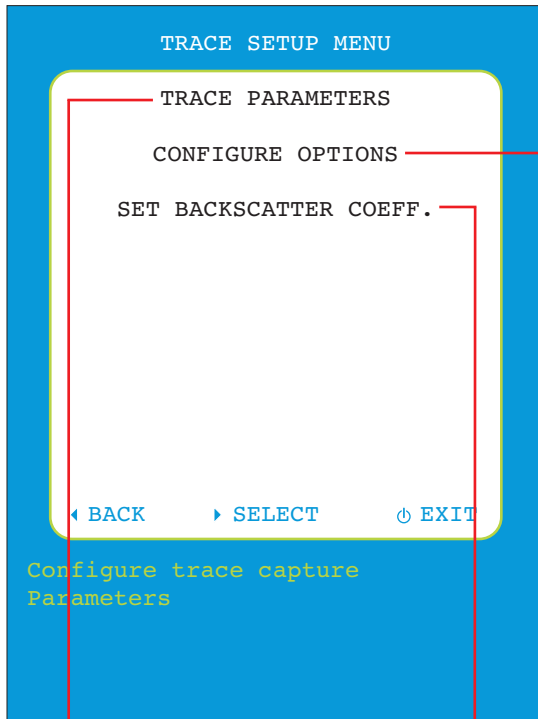 TRACE SETUP MENU
TRACE PARAMETERS
CONFIGURE OPTIONS
SET BACKSCATTER COEFF.
BACK SELECT EXIT
Configure trace capture
Parameters